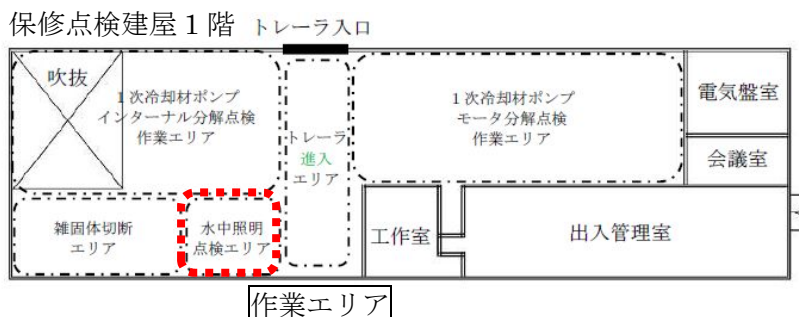 保修点検建屋１階
トレーラ入口
吹抜
１次冷却材ポンプ
インターナル分解点検
作業エリア
トレーラ
進入
エリア
１次冷却材ポンプ
モータ分解点検
作業エリア
電気盤室
会議室
雑固体切断
エリア
水中照明
点検エリア
工作室
出入管理室
作業エリア